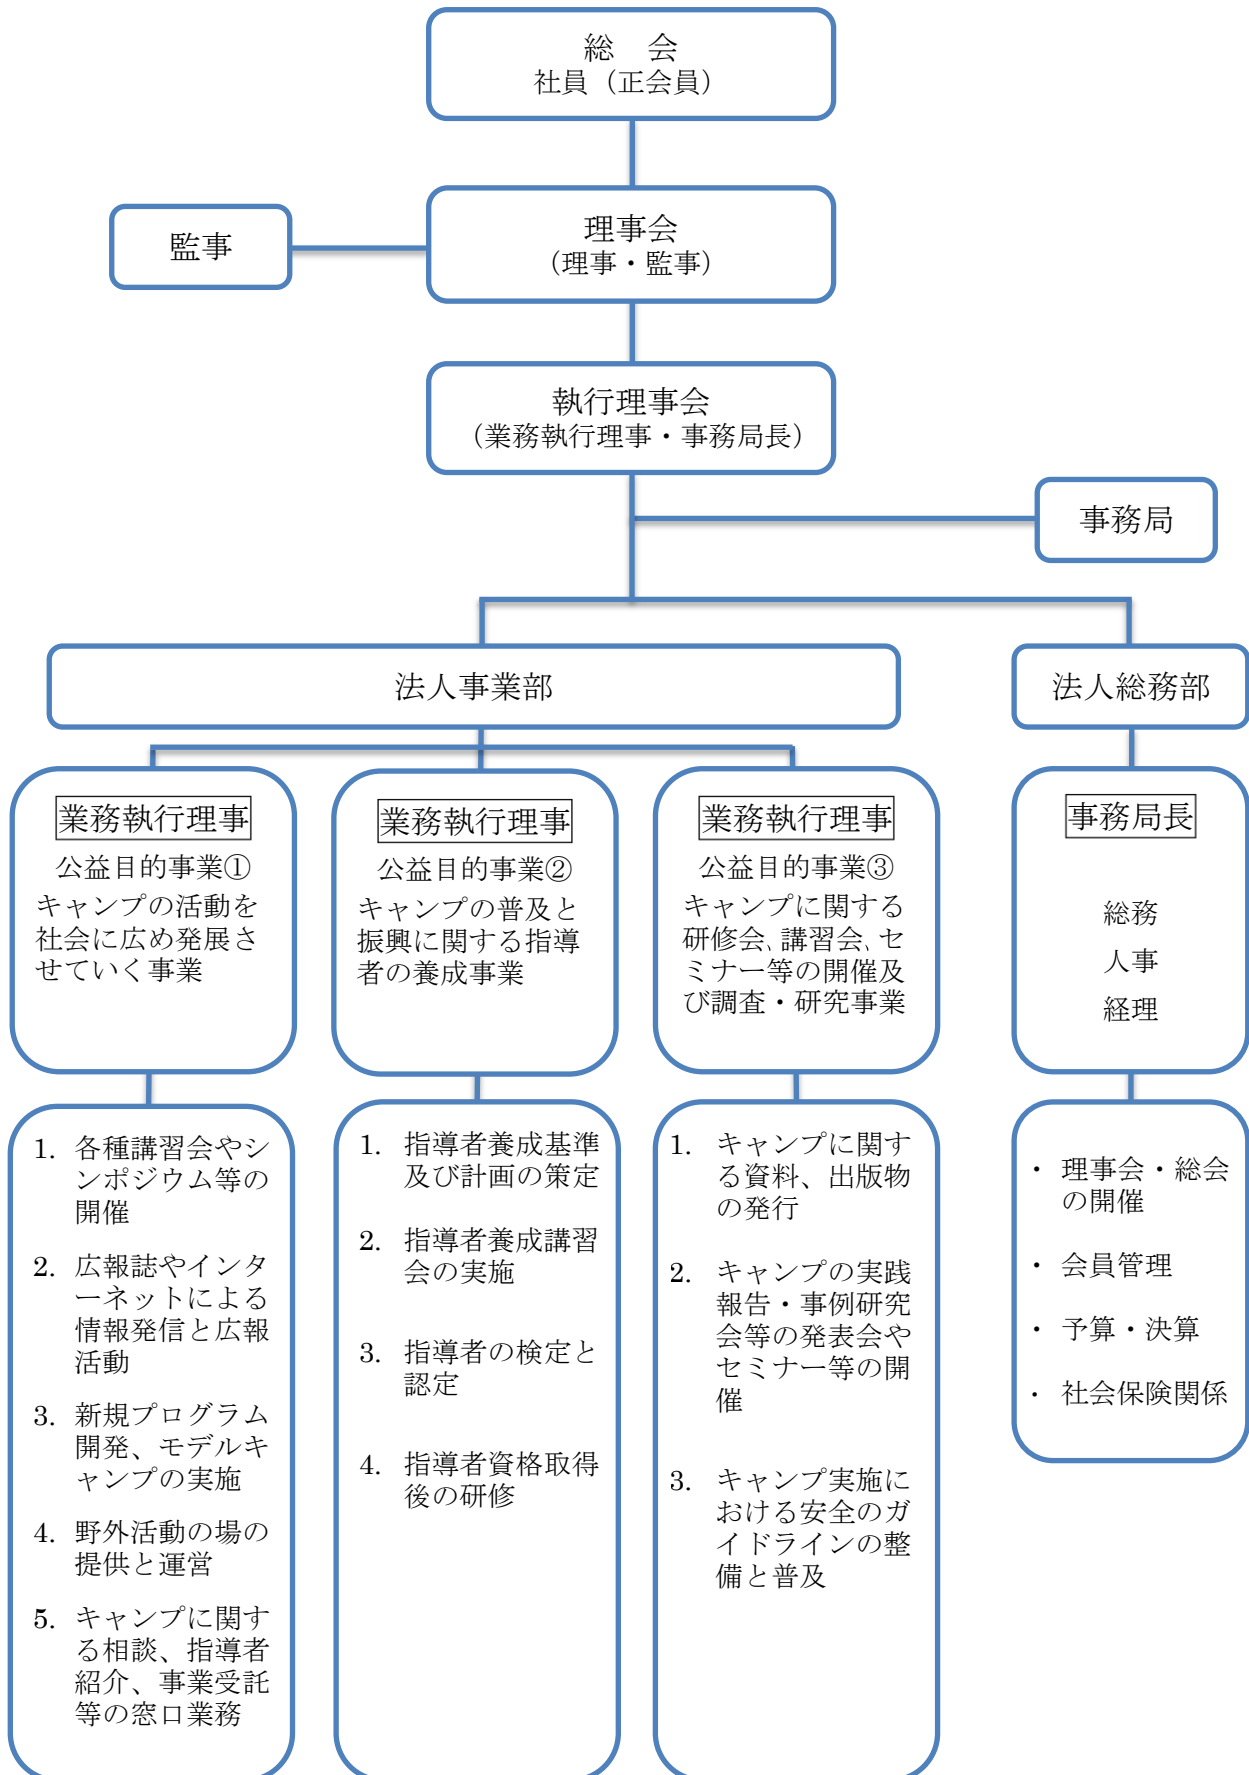 総　会
社員（正会員）
監事
理事会
（理事・監事）
執行理事会
（業務執行理事・事務局長）
事務局
法人事業部
法人総務部
業務執行理事
公益目的事業①
キャンプの活動を
社会に広め発展さ
せていく事業
業務執行理事
公益目的事業②
キャンプの普及と
振興に関する指導
者の養成事業
業務執行理事
公益目的事業③
キャンプに関する
研修会、講習会、セ
ミナー等の開催及
び調査・研究事業
事務局長
総務
人事
経理
1. 各種講習会やシ
ンポジウム等の
開催
2. 広報誌やインタ
ーネットによる
情報発信と広報
活動
3. 新規プログラム
開発、モデルキ
ャンプの実施
4. 野外活動の場の
提供と運営
5. キャンプに関す
る相談、指導者
紹介、事業受託
等の窓口業務
1. 指導者養成基準
及び計画の策定
2. 指導者養成講習
会の実施
3. 指導者の検定と
認定
4. 指導者資格取得
後の研修
1. キャンプに関す
る資料、出版物
の発行
2. キャンプの実践
報告・事例研究
会等の発表会や
セミナー等の開
催
3. キャンプ実施に
おける安全のガ
イドラインの整
備と普及
・ 理事会・総会
の開催
・ 会員管理
・ 予算・決算
・ 社会保険関係